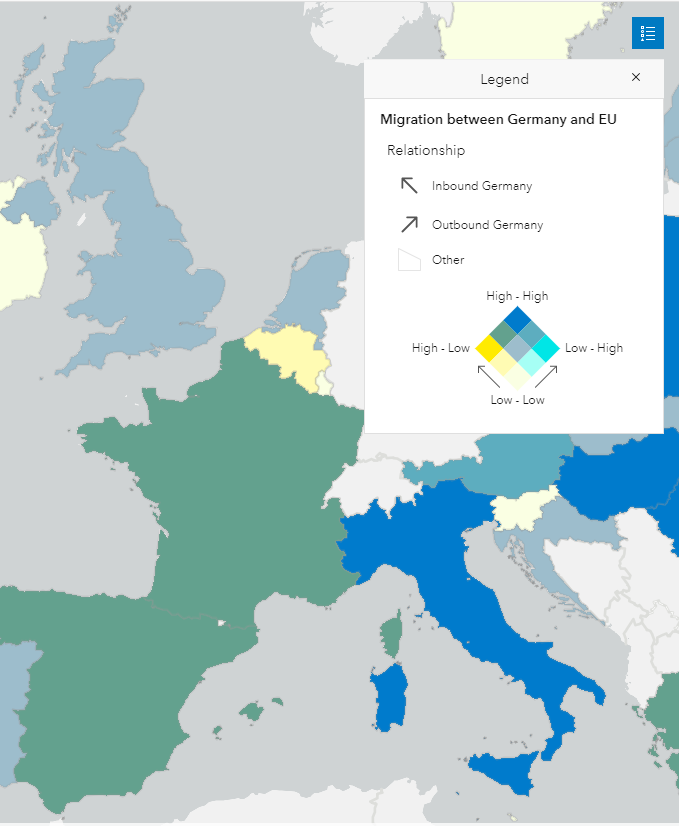 Legend
Migration between Germany and EU
Relationship
Inbound Germany
Outbound Germany
Other
High - High
High - Low
Low - High
Low - Low